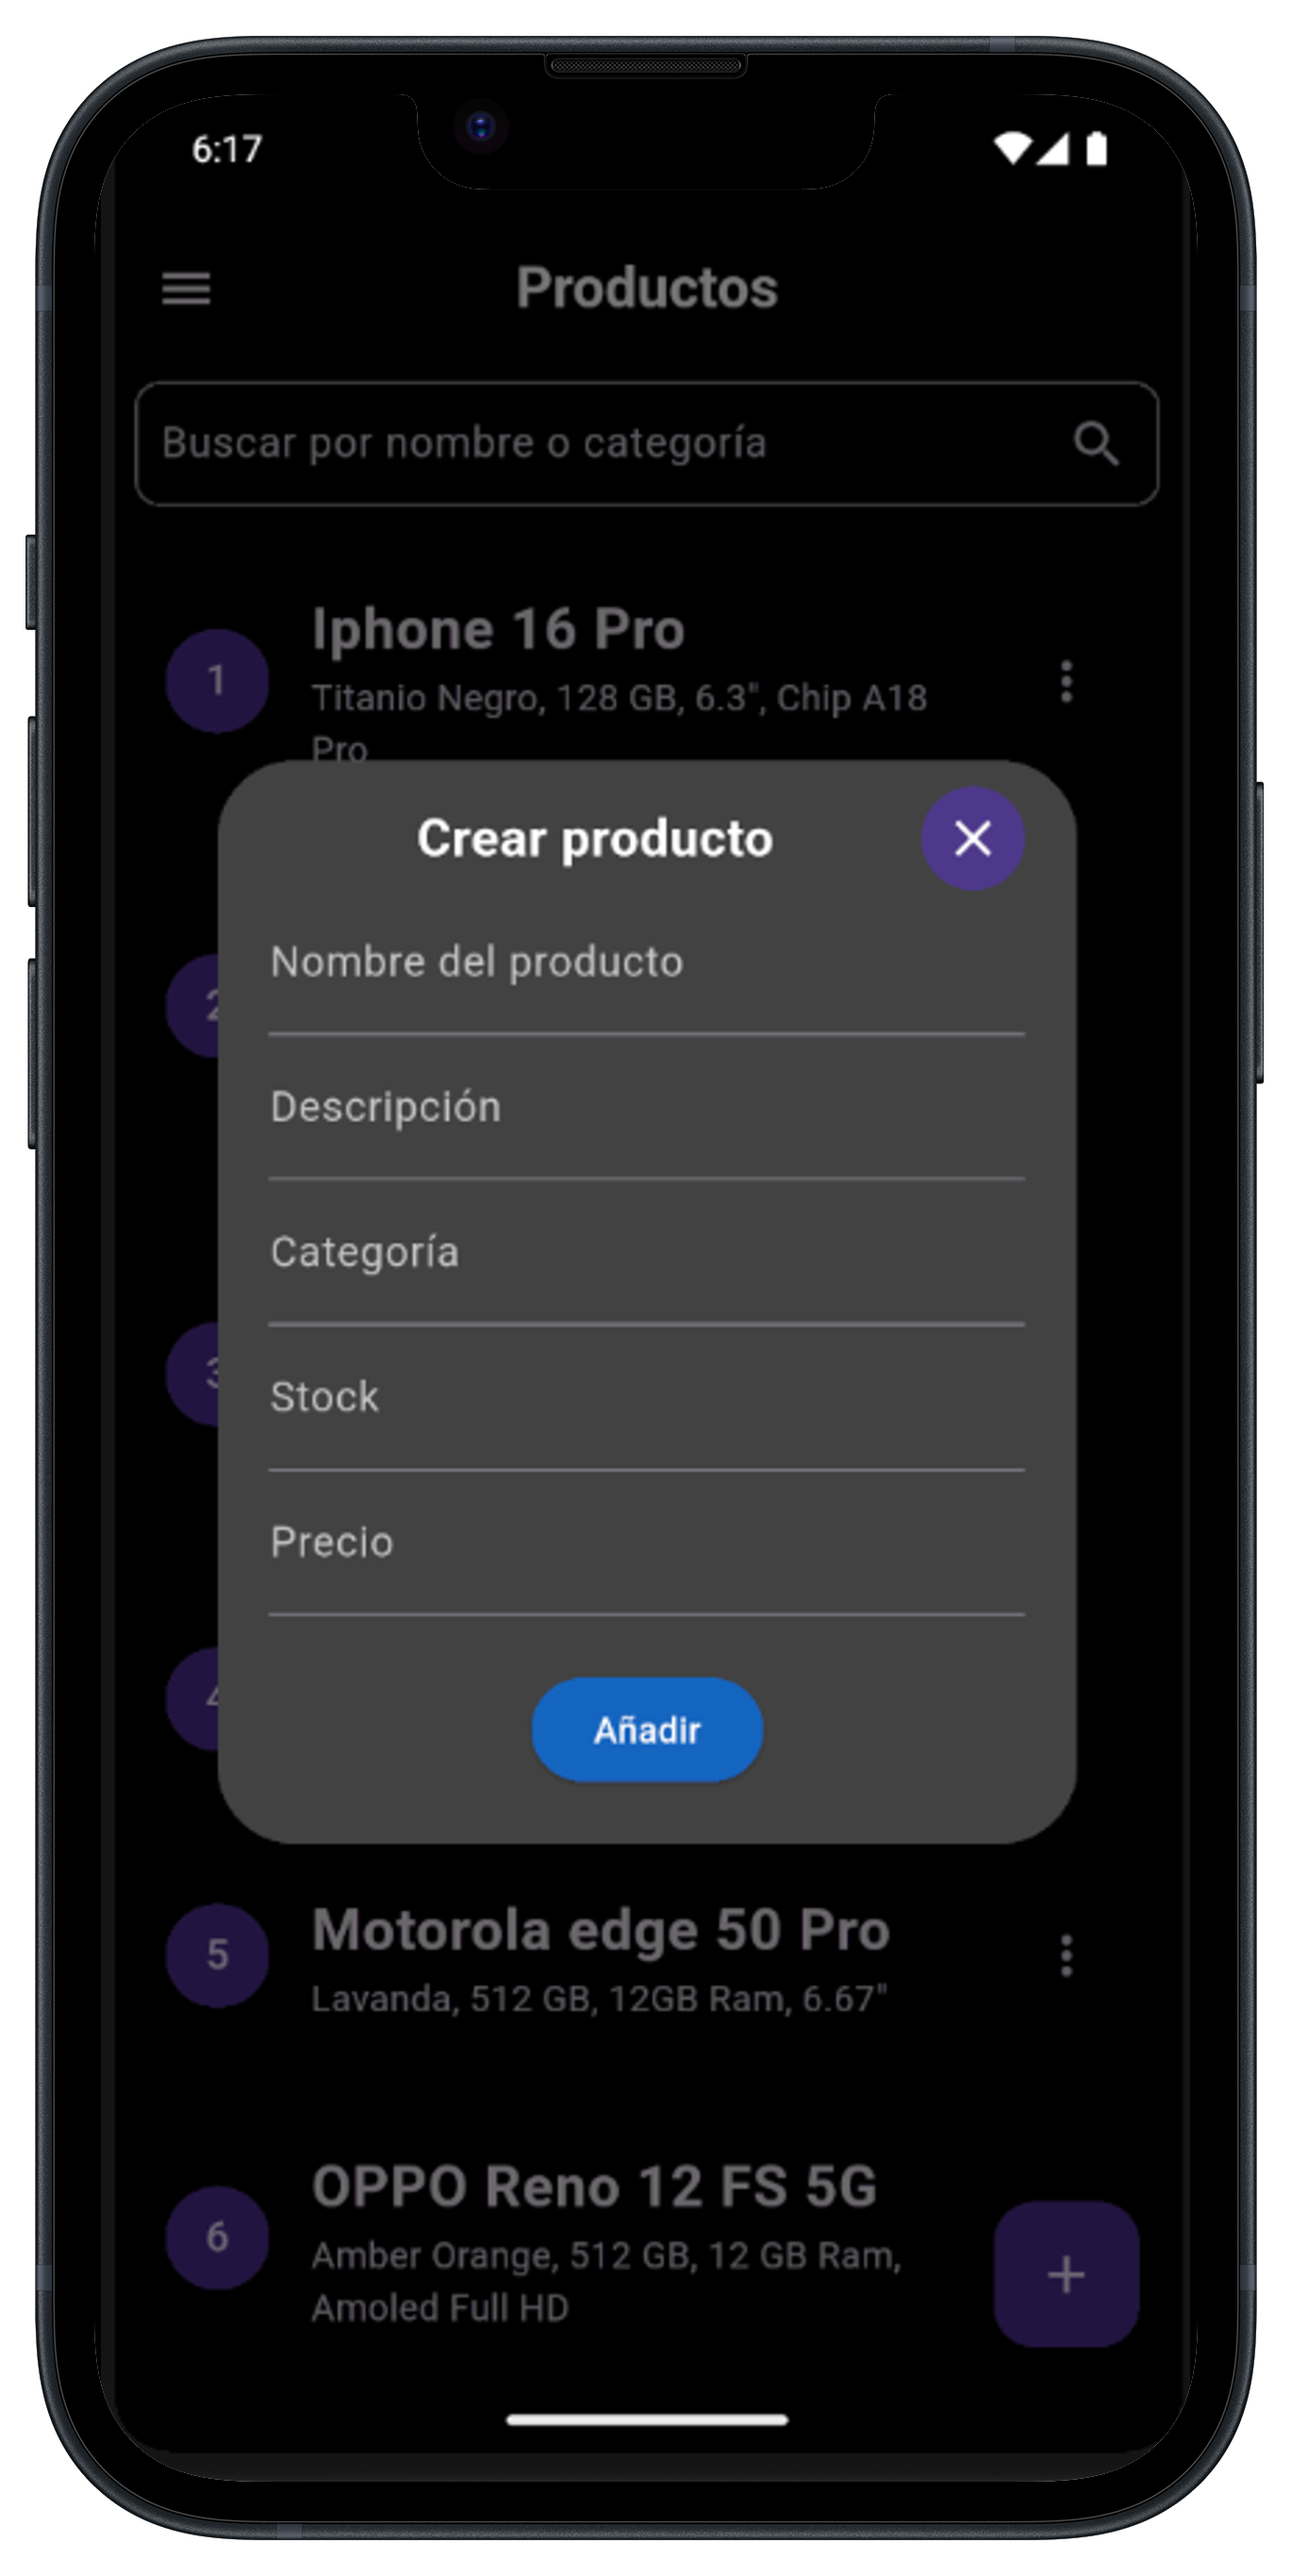 6:17
Productos
Buscar por nombre o categoría
1
Iphone 16 Pro
Titanio Negro, 128 GB, 6.3", Chip A18
Pro
Crear producto
2
Nombre del producto
Descripción
Categoría
3
Stock
Precio
4
Añadir
5
Motorola edge 50 Pro
Lavanda, 512 GB, 12GB Ram, 6.67"
6
OPPO Reno 12 FS 5G
Amber Orange, 512 GB, 12 GB Ram,
Amoled Full HD